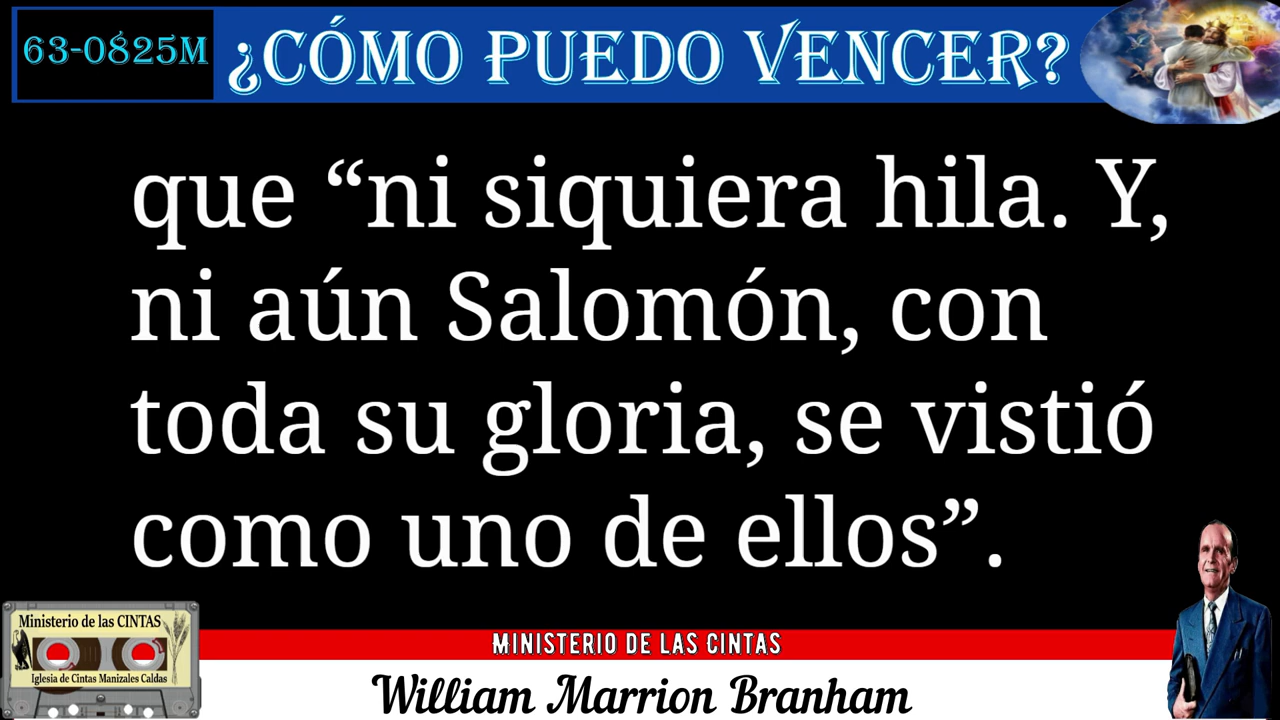 63-0825M
¿CÓMO PUEDO VENCER?
que “ni siquiera hila. Y,
ni aún Salomón, con
toda su gloria, se vistió
como uno de ellos”.
Ministerio de las CINTAS
Iglesia de Cintas Manizales Caldas
MINISTERIO DE LAS CINTAS
William Marrion Branham